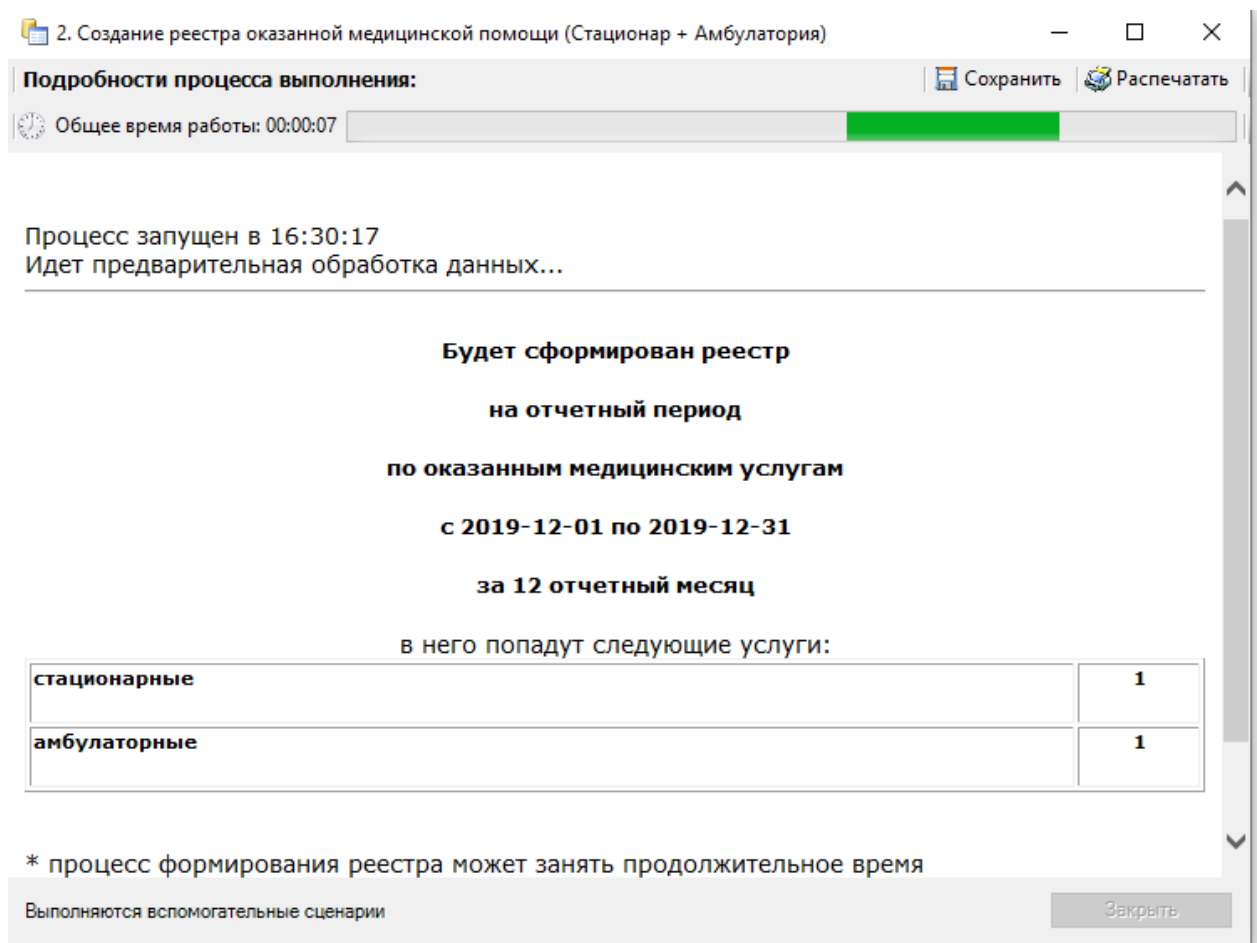 2. Создание реестра оказанной медицинской помощи (Стационар + Амбулатория)
Подробности процесса выполнения:
Сохранить
Распечатать
Общее время работы: 00:00:07
Процесс запущен в 16:30:17
Идет предварительная обработка данных...
Будет сформирован реестр
на отчетный период
по оказанным медицинским услугам
с 2019-12-01 по 2019-12-31
за 12 отчетный месяц
в него попадут следующие услуги:
стационарные 1
амбулаторные 1
* процесс формирования реестра может занять продолжительное время
Выполняются вспомогательные сценарии
Закрыть